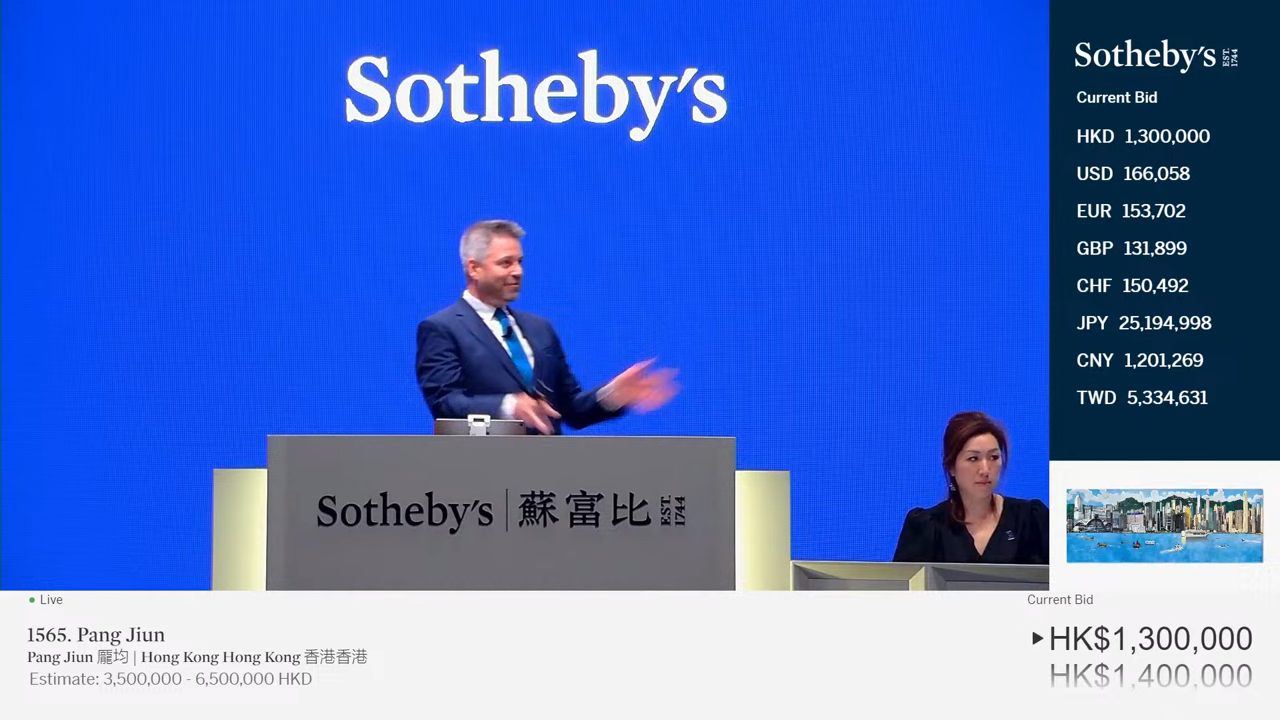 Sotheby's
Sotheby's EST. 1744
Current Bid
HKD 1,300,000
USD 166,058
EUR 153,702
GBP 131,899
CHF 150,492
JPY 25,194,998
CNY 1,201,269
TWD 5,334,631
Sotheby's | 蘇富比 EST. 1744
Live
1565. Pang Jiun
Pang Jiun 龎均 | Hong Kong Hong Kong 香港香港
Estimate: 3,500,000 - 6,500,000 HKD
Current Bid
HK$1,300,000
HK$1,400,000